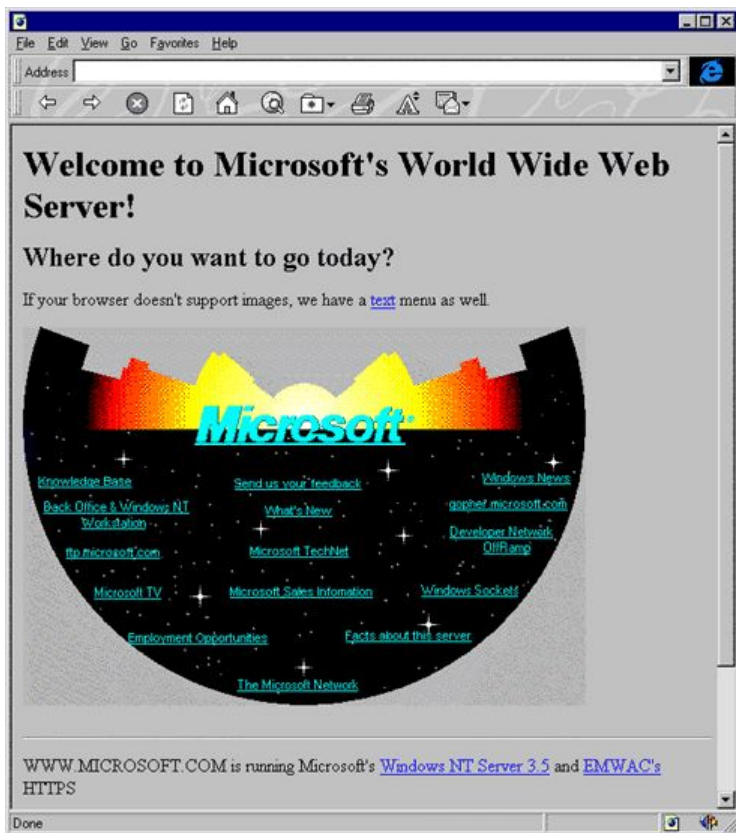 File Edit View Go Favorites Help
Address
Welcome to Microsoft's World Wide Web
Server!
Where do you want to go today?
If your browser doesn't support images, we have a text menu as well.
Microsoft
Knowledge Base
Send us your feedback
Windows News
Back Office & Windows NT
Workstation
What's New
gopher.microsoft.com
Developer Network
OffRamp
ftp.microsoft.com
Microsoft TechNet
Microsoft TV
Microsoft Sales Infomation
Windows Sockets
Employment Opportunities
Facts about this server
The Microsoft Network
WWW.MICROSOFT.COM is running Microsoft's Windows NT Server 3.5 and EMWAC's
HTTPS
Done